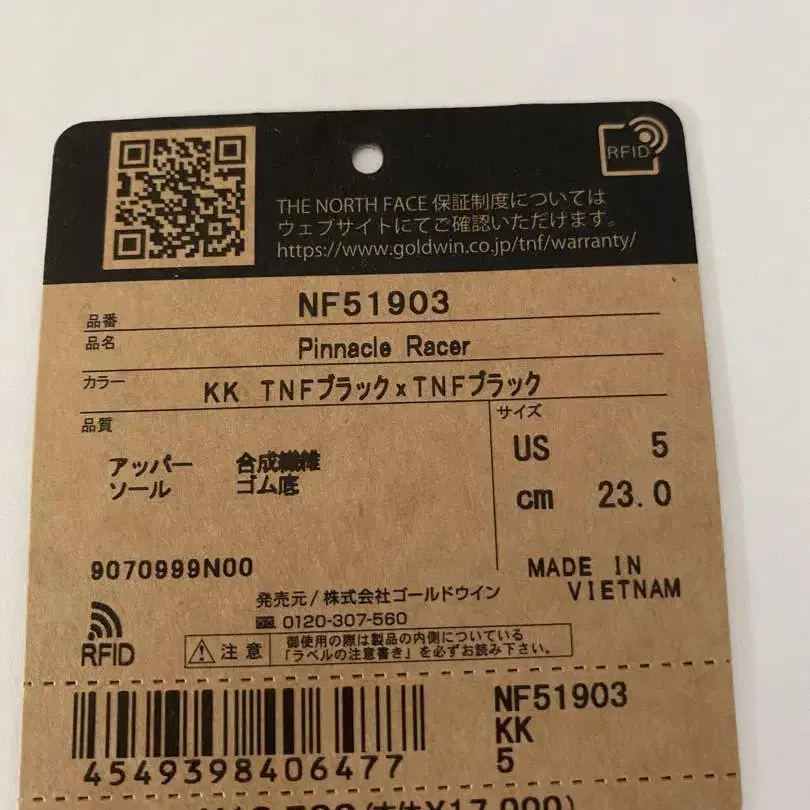 RFID
THE NORTH FACE 保証制度については
ウェブサイトにてご確認いただけます。
https://www.goldwin.co.jp/tnf/warranty/
品番 NF51903
品名 Pinnacle Racer
カラー KK TNFブラックxTNFブラック
品質
アッパー 合成繊維
ソール ゴム底
サイズ
US 5
cm 23.0
9070999N00
MADE IN
VIETNAM
発売元/株式会社ゴールドウイン
0120-307-560
RFID
注意
御使用の際は製品の内側についている
「ラベルの注意書き」を必ずお読み下さい。
4549398406477
NF51903
KK
5